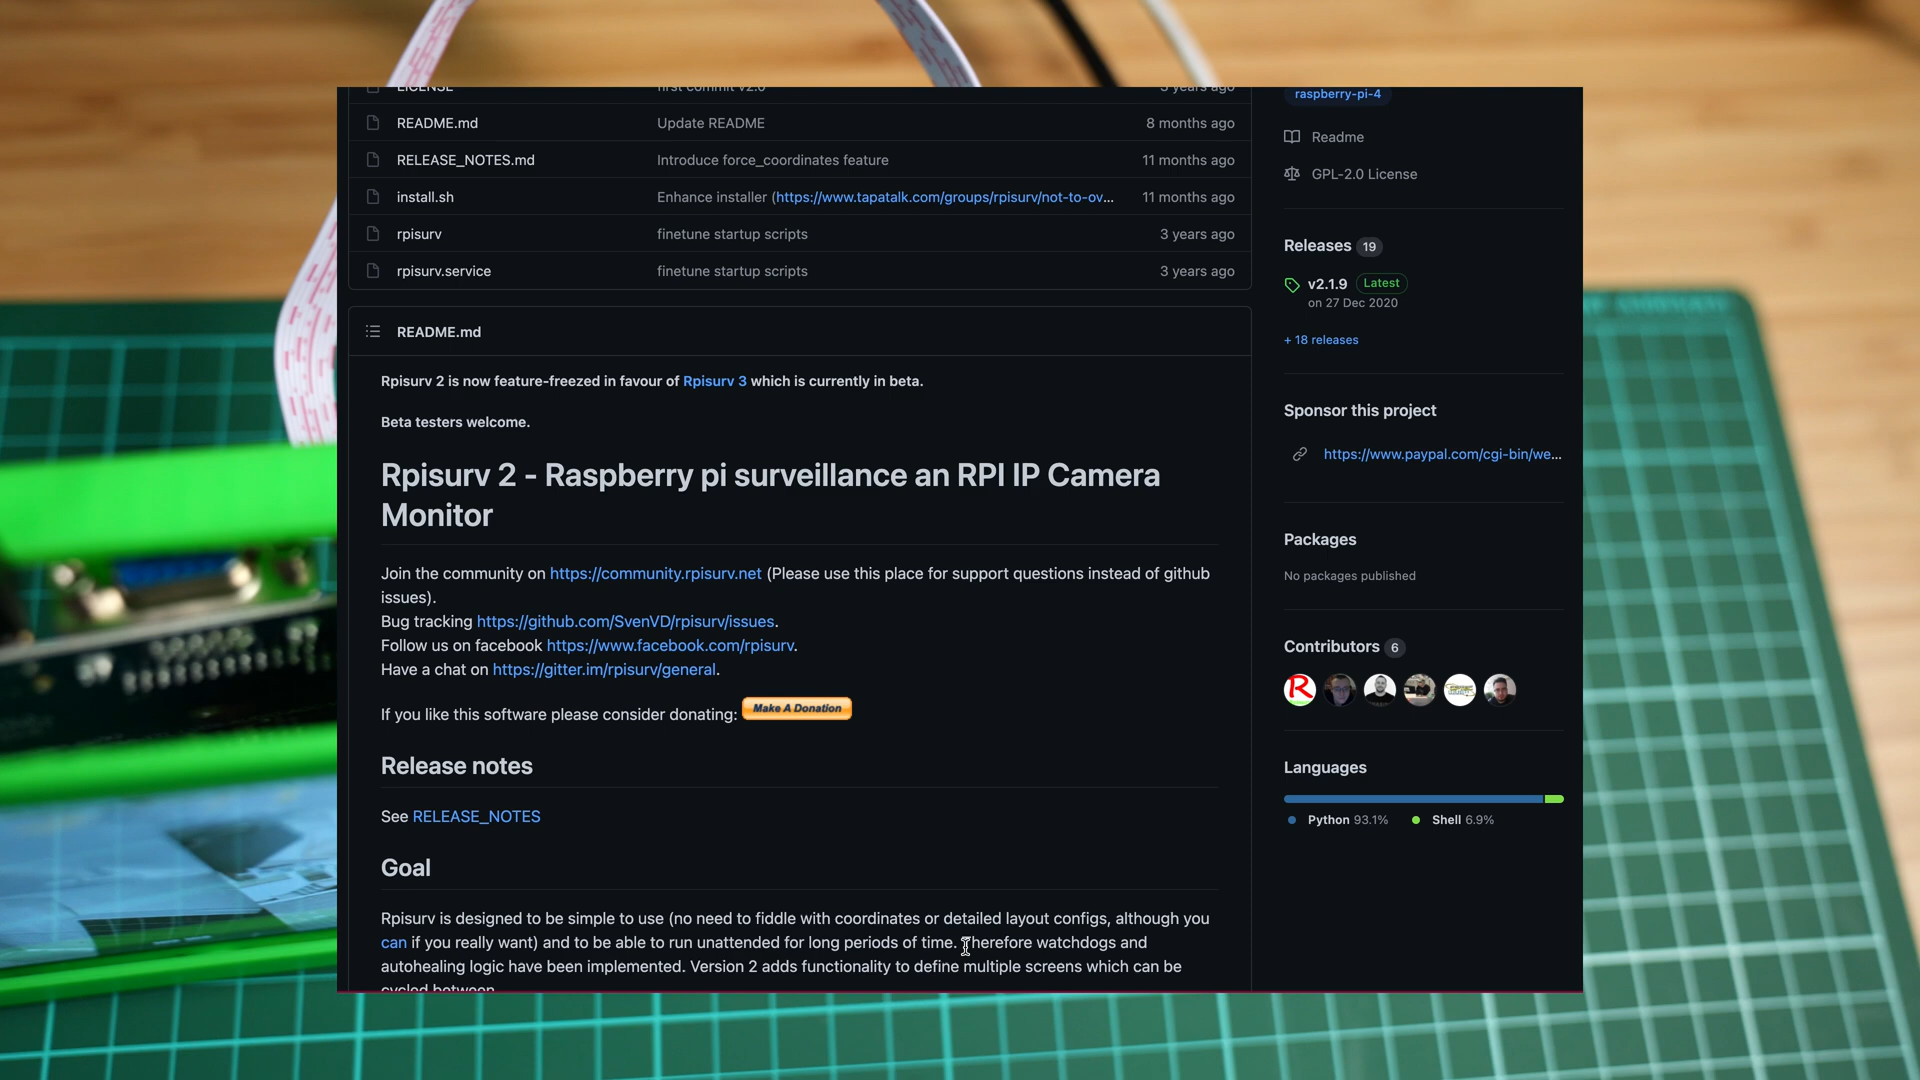 LICENSE first commit v2.0 3 years ago
README.md Update README 8 months ago
RELEASE_NOTES.md Introduce force_coordinates feature 11 months ago
install.sh Enhance installer (https://www.tapatalk.com/groups/rpisurv/not-to-ov... 11 months ago
rpisurv finetune startup scripts 3 years ago
rpisurv.service finetune startup scripts 3 years ago
README.md
Rpisurv 2 is now feature-freezed in favour of Rpisurv 3 which is currently in beta.
Beta testers welcome.
Rpisurv 2 - Raspberry pi surveillance an RPI IP Camera
Monitor
Join the community on https://community.rpisurv.net (Please use this place for support questions instead of github
issues).
Bug tracking https://github.com/SvenVD/rpisurv/issues.
Follow us on facebook https://www.facebook.com/rpisurv.
Have a chat on https://gitter.im/rpisurv/general.
If you like this software please consider donating: Make A Donation
Release notes
See RELEASE_NOTES
Goal
Rpisurv is designed to be simple to use (no need to fiddle with coordinates or detailed layout configs, although you
can if you really want) and to be able to run unattended for long periods of time. Therefore watchdogs and
autohealing logic have been implemented. Version 2 adds functionality to define multiple screens which can be
cycled between.
raspberry-pi-4
Readme
GPL-2.0 License
Releases 19
v2.1.9 Latest
on 27 Dec 2020
+ 18 releases
Sponsor this project
https://www.paypal.com/cgi-bin/we...
Packages
No packages published
Contributors 6
R
Languages
Python 93.1% Shell 6.9%